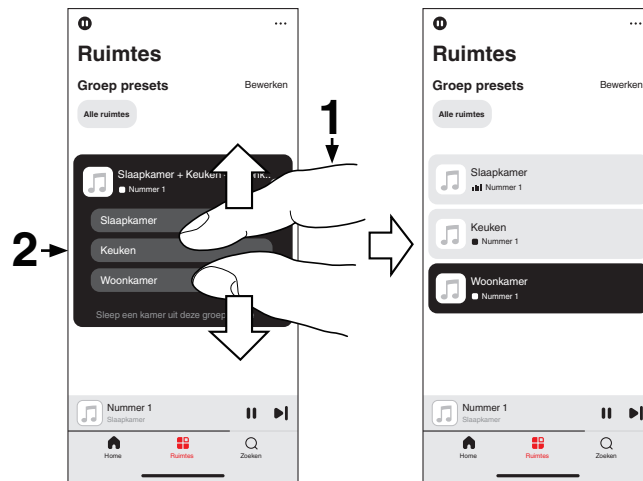 Ruimtes
Groep presets Bewerken
Alle ruimtes
1
Slaapkamer + Keuken
Nummer 1
Slaapkamer
2
Keuken
Woonkamer
Sleep een kamer uit deze groep
Nummer 1
Slaapkamer
Home Ruimtes Zoeken
Ruimtes
Groep presets Bewerken
Alle ruimtes
Slaapkamer
Nummer 1
Keuken
Nummer 1
Woonkamer
Nummer 1
Nummer 1
Slaapkamer
Home Ruimtes Zoeken